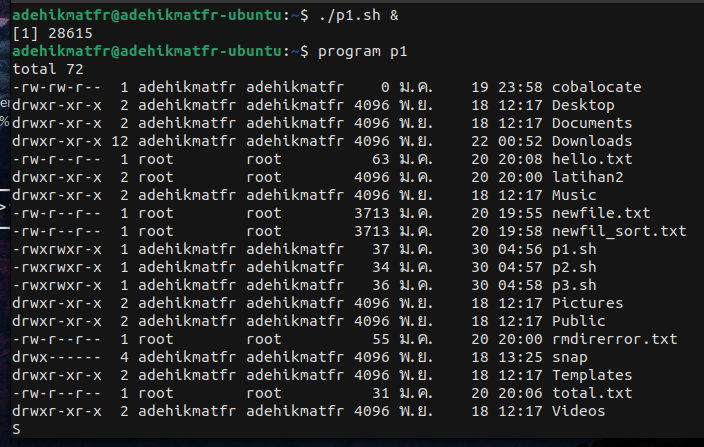 adehikmatfr@adehikmatfr-ubuntu:~$ ./p1.sh &
[1] 28615
adehikmatfr@adehikmatfr-ubuntu:~$ program p1
total 72
-rw-rw-r--  1 adehikmatfr adehikmatfr    0 ม.ค.    19 23:58 cobalocate
drwxr-xr-x  2 adehikmatfr adehikmatfr 4096 พ.ย.    18 12:17 Desktop
drwxr-xr-x  2 adehikmatfr adehikmatfr 4096 พ.ย.    18 12:17 Documents
drwxr-xr-x 12 adehikmatfr adehikmatfr 4096 พ.ย.    22 00:52 Downloads
-rw-r--r--  1 root        root          63 ม.ค.    20 20:08 hello.txt
drwxr-xr-x  2 root        root        4096 ม.ค.    20 20:00 latihan2
drwxr-xr-x  2 adehikmatfr adehikmatfr 4096 พ.ย.    18 12:17 Music
-rw-r--r--  1 root        root        3713 ม.ค.    20 19:55 newfile.txt
-rw-r--r--  1 root        root        3713 ม.ค.    20 19:58 newfil_sort.txt
-rwxrwxr-x  1 adehikmatfr adehikmatfr   37 ม.ค.    30 04:56 p1.sh
-rwxrwxr-x  1 adehikmatfr adehikmatfr   34 ม.ค.    30 04:57 p2.sh
-rwxrwxr-x  1 adehikmatfr adehikmatfr   36 ม.ค.    30 04:58 p3.sh
drwxr-xr-x  2 adehikmatfr adehikmatfr 4096 พ.ย.    18 12:17 Pictures
drwxr-xr-x  2 adehikmatfr adehikmatfr 4096 พ.ย.    18 12:17 Public
-rw-r--r--  1 root        root          55 ม.ค.    20 20:00 rmdirerror.txt
drwx------  4 adehikmatfr adehikmatfr 4096 พ.ย.    18 13:25 snap
drwxr-xr-x  2 adehikmatfr adehikmatfr 4096 พ.ย.    18 12:17 Templates
-rw-r--r--  1 root        root          31 ม.ค.    20 20:06 total.txt
drwxr-xr-x  2 adehikmatfr adehikmatfr 4096 พ.ย.    18 12:17 Videos
S